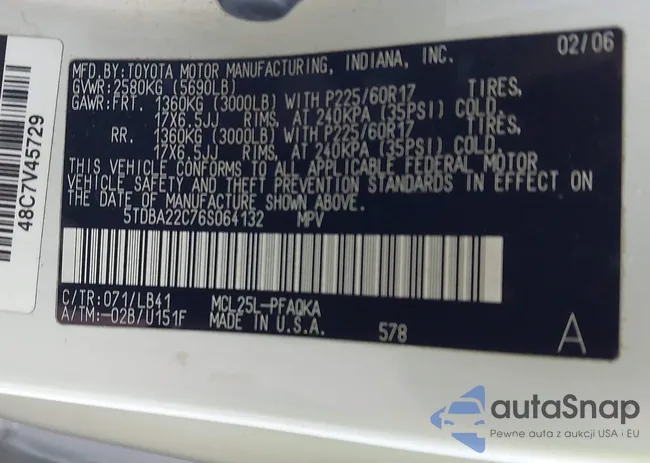 48C7V45729
MFD. BY: TOYOTA MOTOR MANUFACTURING, INDIANA, INC. 02/06
GVWR: 2580KG (5690LB)
GAWR: FRT. 1360KG (3000LB) WITH P225/60R17 TIRES,
17X6.5JJ RIMS, AT 240KPA (35PSI) COLD.
RR. 1360KG (3000LB) WITH P225/60R17 TIRES,
17X6.5JJ RIMS, AT 240KPA (35PSI) COLD.
THIS VEHICLE CONFORMS TO ALL APPLICABLE FEDERAL MOTOR
VEHICLE SAFETY AND THEFT PREVENTION STANDARDS IN EFFECT ON
THE DATE OF MANUFACTURE SHOWN ABOVE.
5TDBA22C76S064132 MPV
C/TR: 071/LB41 MCL25L-PFAQKA
A/TM: -02B/U151F MADE IN U.S.A.
578
A
autaSnap
Pewne auta z aukcji USA i EU